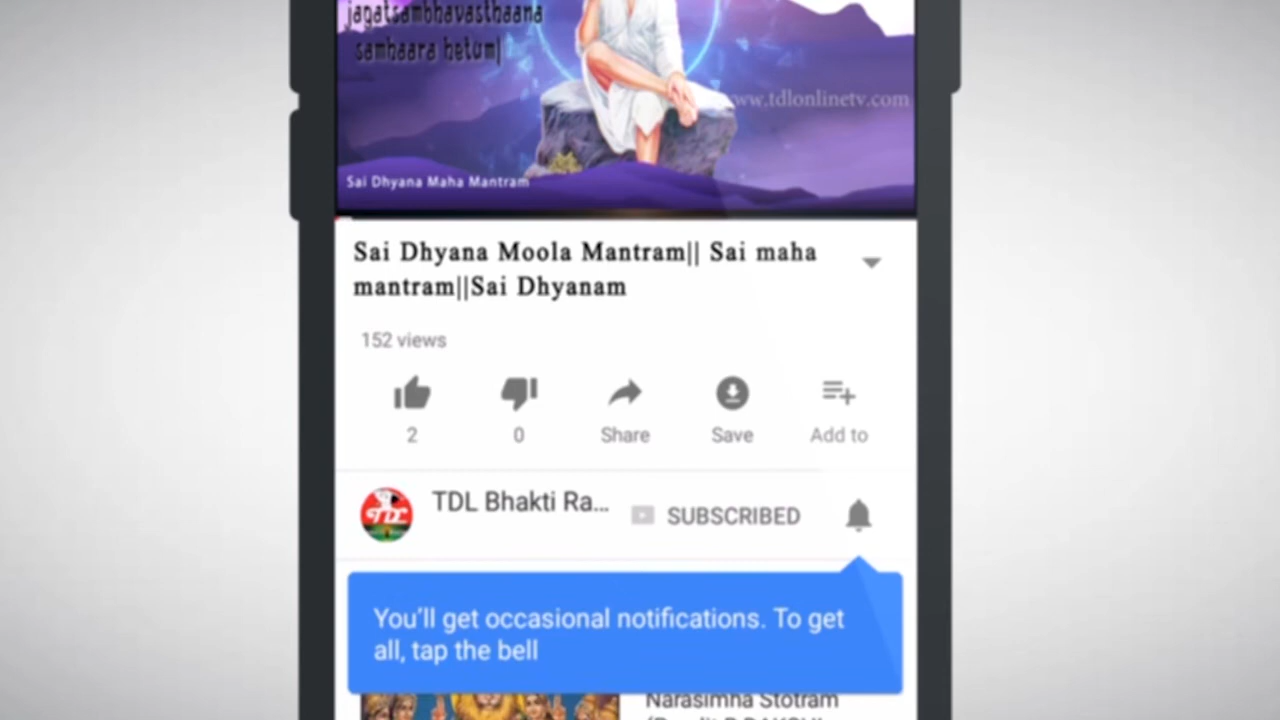 jagatsambhavasthaana
samhaara hetum|
www.tdlonlinetv.com
Sai Dhyana Maha Mantram
Sai Dhyana Moola Mantram|| Sai maha
mantram||Sai Dhyanam
152 views
2
0
Share
Save
Add to
TDL
TDL Bhakti Ra...
SUBSCRIBED
You'll get occasional notifications. To get
all, tap the bell
Narasimha Stotram